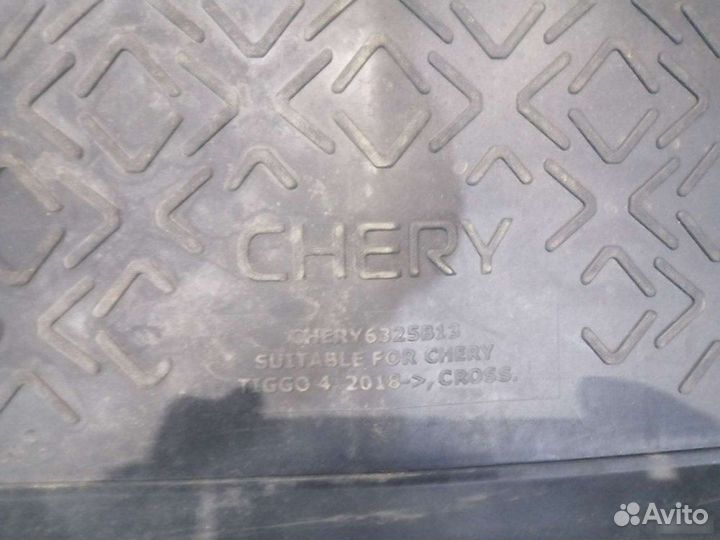 CHERY
CHERY6325B13
SUITABLE FOR CHERY
TIGGO 4 2018->, CROSS.
Avito